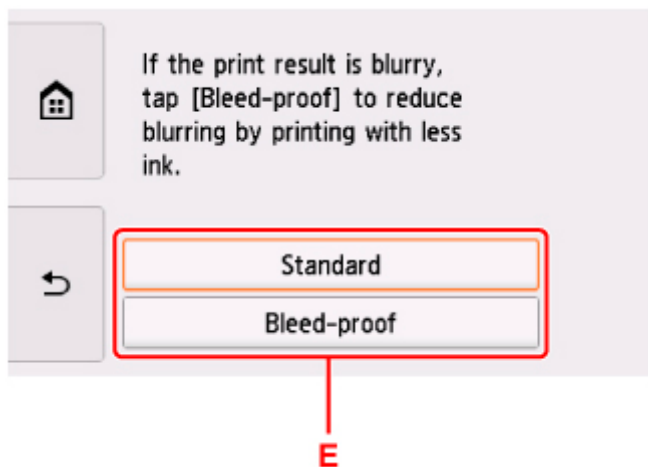 If the print result is blurry,
tap [Bleed-proof] to reduce
blurring by printing with less
ink.
Standard
Bleed-proof
E